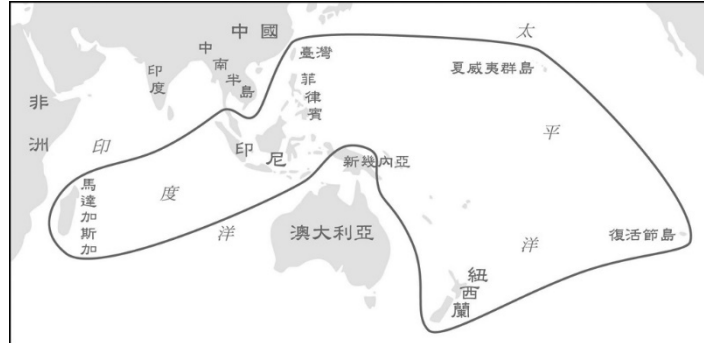 中國
太
臺灣
中南半島
夏威夷群島
印度
菲律賓
非洲
平
印
印尼
新幾內亞
馬達加斯加
度
洋
澳大利亞
洋
復活節島
紐西蘭